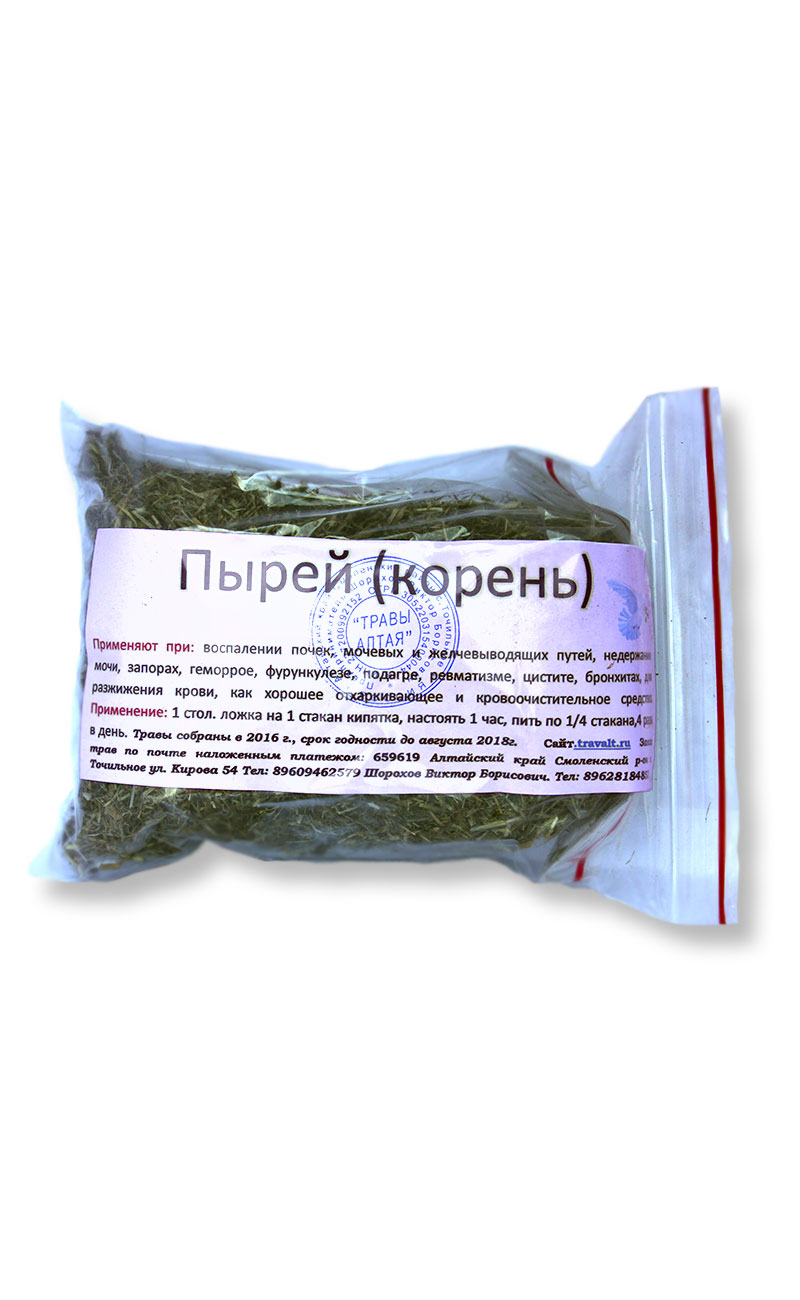 Пырей (корень)
"ТРАВЫ
АЛТАЯ"
Применяют при: воспалении почек, мочевых и желчевыводящих путей, недержании
мочи, запорах, геморрое, фурункулезе, подагре, ревматизме, цистите, бронхитах, для
разжижения крови, как хорошее отхаркивающее и кровоочистительное средство.
Применение: 1 стол. ложка на 1 стакан кипятка, настоять 1 час, пить по 1/4 стакана,4 раза
в день. Травы собраны в 2016 г., срок годности до августа 2018г. Сайт.travalt.ru
трав по почте наложенным платежом: 659619 Алтайский край Смоленский р-он
Точильное ул. Кирова 54 Тел: 89609462579 Шорохов Виктор Борисович. Тел: